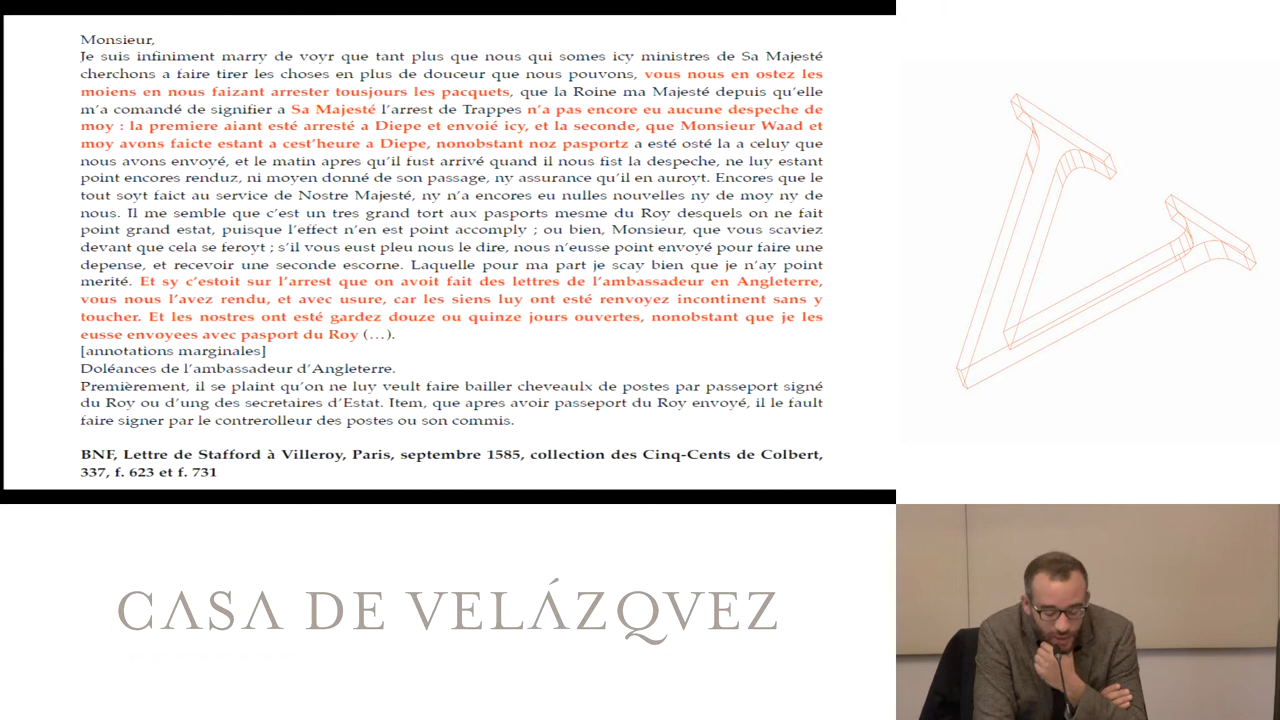 Monsieur,
Je suis infiniment marry de voyr que tant plus que nous qui somes icy ministres de Sa Majesté
cherchons a faire tirer les choses en plus de douceur que nous pouvons, vous nous en ostez les
moiens en nous faizant arrester tousjours les pacquets, que la Roine ma Majesté depuis qu'elle
m'a comandé de signifier a Sa Majesté l'arrest de Trappes n'a pas encore eu aucune despeche de
moy : la premiere aiant esté arresté a Diepe et envoié icy, et la seconde, que Monsieur Waad et
moy avons faicte estant a cest'heure a Diepe, nonobstant noz pasportz a esté osté la a celuy que
nous avons envoyé, et le matin apres qu'il fust arrivé quand il nous fist la despeche, ne luy estant
point encores renduz, ni moyen donné de son passage, ny assurance qu'il en auroyt. Encores que le
tout soyt faict au service de Nostre Majesté, ny n'a encores eu nulles nouvelles ny de moy ny de
nous. Il me semble que c'est un tres grand tort aux pasports mesme du Roy desquels on ne fait
point grand estat, puisque l'effect n'en est point accomply ; ou bien, Monsieur, que vous scaviez
devant que cela se feroyt ; s'il vous eust pleu nous le dire, nous n'eusse point envoyé pour faire une
depense, et recevoir une seconde escorne. Laquelle pour ma part je scay bien que je n'ay point
merité. Et sy c'estoit sur l'arrest que on avoit fait des lettres de l'ambassadeur en Angleterre,
vous nous l'avez rendu, et avec usure, car les siens luy ont esté renvoyez incontinent sans y
toucher. Et les nostres ont esté gardez douze ou quinze jours ouvertes, nonobstant que je les
eusse envoyees avec pasport du Roy (…).
[annotations marginales]
Doléances de l'ambassadeur d'Angleterre.
Premièrement, il se plaint qu'on ne luy veult faire bailler cheveaulx de postes par passeport signé
du Roy ou d'ung des secretaires d'Estat. Item, que apres avoir passeport du Roy envoyé, il le fault
faire signer par le contrerolleur des postes ou son commis.
BNF, Lettre de Stafford à Villeroy, Paris, septembre 1585, collection des Cinq-Cents de Colbert,
337, f. 623 et f. 731
CASA DE VELÁZQVEZ